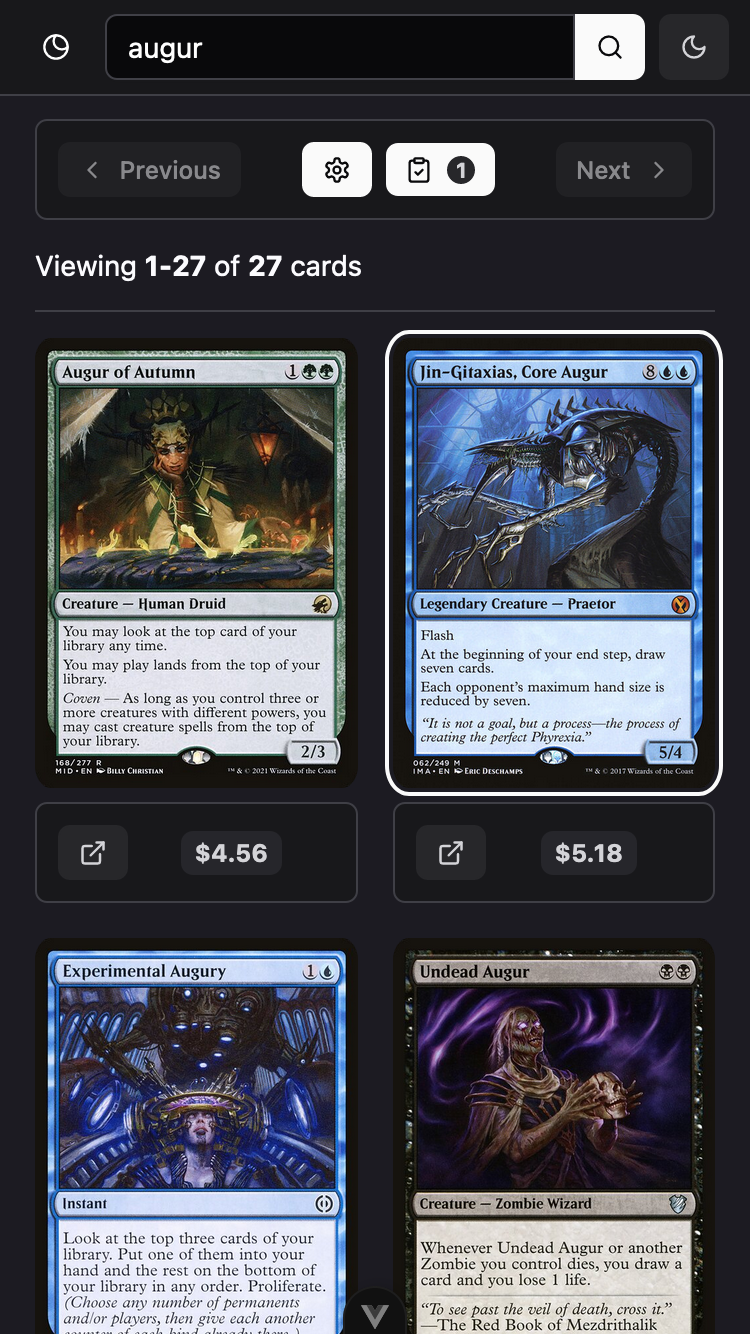 augur
Previous
1
Next
Viewing 1-27 of 27 cards
Augur of Autumn
1
Creature — Human Druid
You may look at the top card of your
library any time.
You may play lands from the top of your
library.
Coven — As long as you control three or
more creatures with different powers, you
may cast creature spells from the top of
your library.
2/3
168/277 R
MID • EN Billy Christian
™ & © 2021 Wizards of the Coast
Jin-Gitaxias, Core Augur
8
Legendary Creature — Praetor
Flash
At the beginning of your end step, draw
seven cards.
Each opponent's maximum hand size is
reduced by seven.
"It is not a goal, but a process—the process of
creating the perfect Phyrexia."
5/4
062/249 M
IMA • EN Eric Deschamps
™ & © 2017 Wizards of the Coast
$4.56
$5.18
Experimental Augury
1
Instant
Look at the top three cards of your
library. Put one of them into your
hand and the rest on the bottom of
your library in any order. Proliferate.
(Choose any number of permanents
and/or players, then give each another
counter of each kind already there.)
Undead Augur
Creature — Zombie Wizard
Whenever Undead Augur or another
Zombie you control dies, you draw a
card and you lose 1 life.
"To see past the veil of death, cross it."
—The Red Book of Mezdrithalik